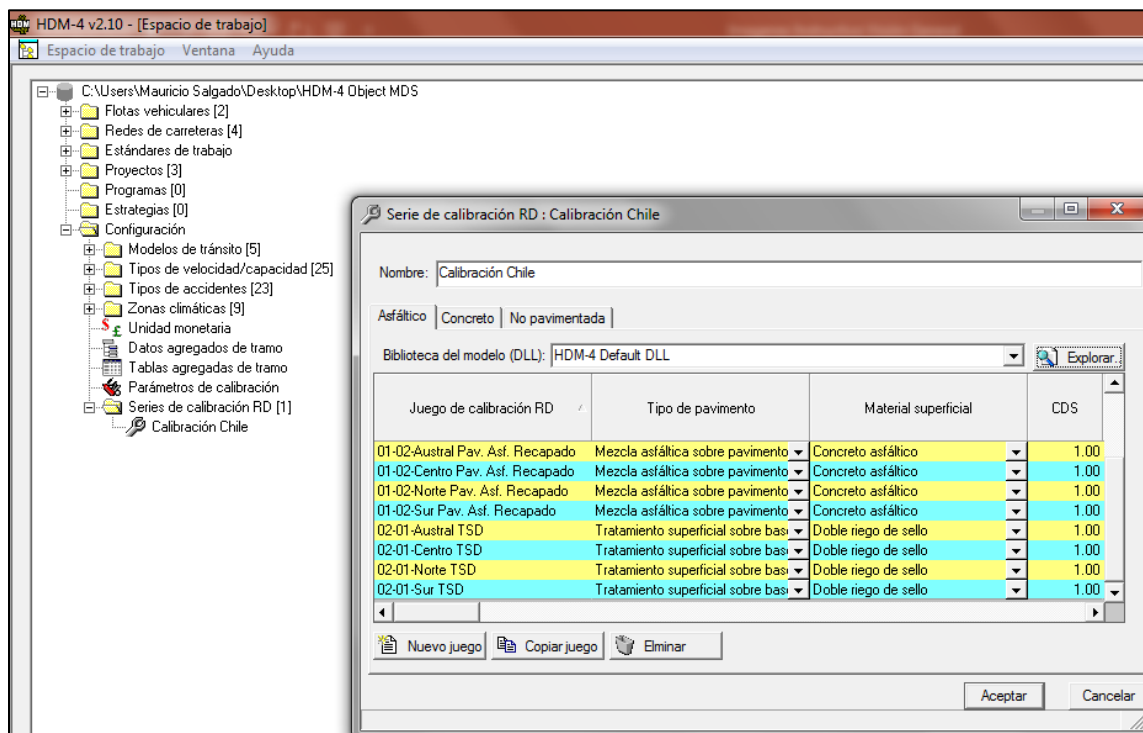 HDM-4 v2.10 - [Espacio de trabajo]
Espacio de trabajo Ventana Ayuda
C:\Users\Mauricio Salgado\Desktop\HDM-4 Object MDS
Flotas vehiculares [2]
Redes de carreteras [4]
Estándares de trabajo
Proyectos [3]
Programas [0]
Estrategias [0]
Configuración
Modelos de tránsito [5]
Tipos de velocidad/capacidad [25]
Tipos de accidentes [23]
Zonas climáticas [9]
Unidad monetaria
Datos agregados de tramo
Tablas agregadas de tramo
Parámetros de calibración
Series de calibración RD [1]
Calibración Chile
Serie de calibración RD : Calibración Chile
Nombre: Calibración Chile
Asfáltico Concreto No pavimentada
Biblioteca del modelo (DLL): HDM-4 Default DLL Explorar..
Juego de calibración RD Tipo de pavimento Material superficial CDS
01-02-Austral Pav. Asf. Recapado Mezcla asfáltica sobre pavimento Concreto asfáltico 1.00
01-02-Centro Pav. Asf. Recapado Mezcla asfáltica sobre pavimento Concreto asfáltico 1.00
01-02-Norte Pav. Asf. Recapado Mezcla asfáltica sobre pavimento Concreto asfáltico 1.00
01-02-Sur Pav. Asf. Recapado Mezcla asfáltica sobre pavimento Concreto asfáltico 1.00
02-01-Austral TSD Tratamiento superficial sobre bas Doble riego de sello 1.00
02-01-Centro TSD Tratamiento superficial sobre bas Doble riego de sello 1.00
02-01-Norte TSD Tratamiento superficial sobre bas Doble riego de sello 1.00
02-01-Sur TSD Tratamiento superficial sobre bas Doble riego de sello 1.00
Nuevo juego Copiar juego Elminar
Aceptar Cancelar